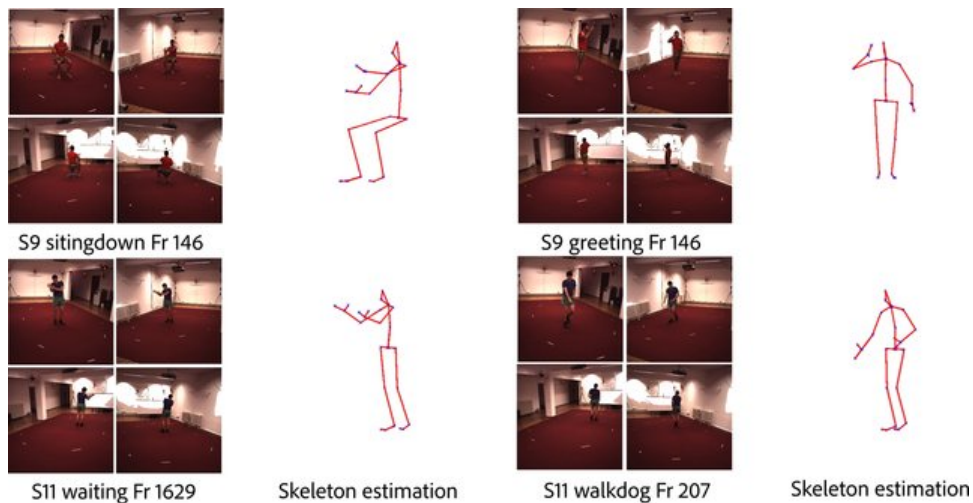 S9 sitingdown Fr 146
S9 greeting Fr 146
S11 waiting Fr 1629
Skeleton estimation
S11 walkdog Fr 207
Skeleton estimation